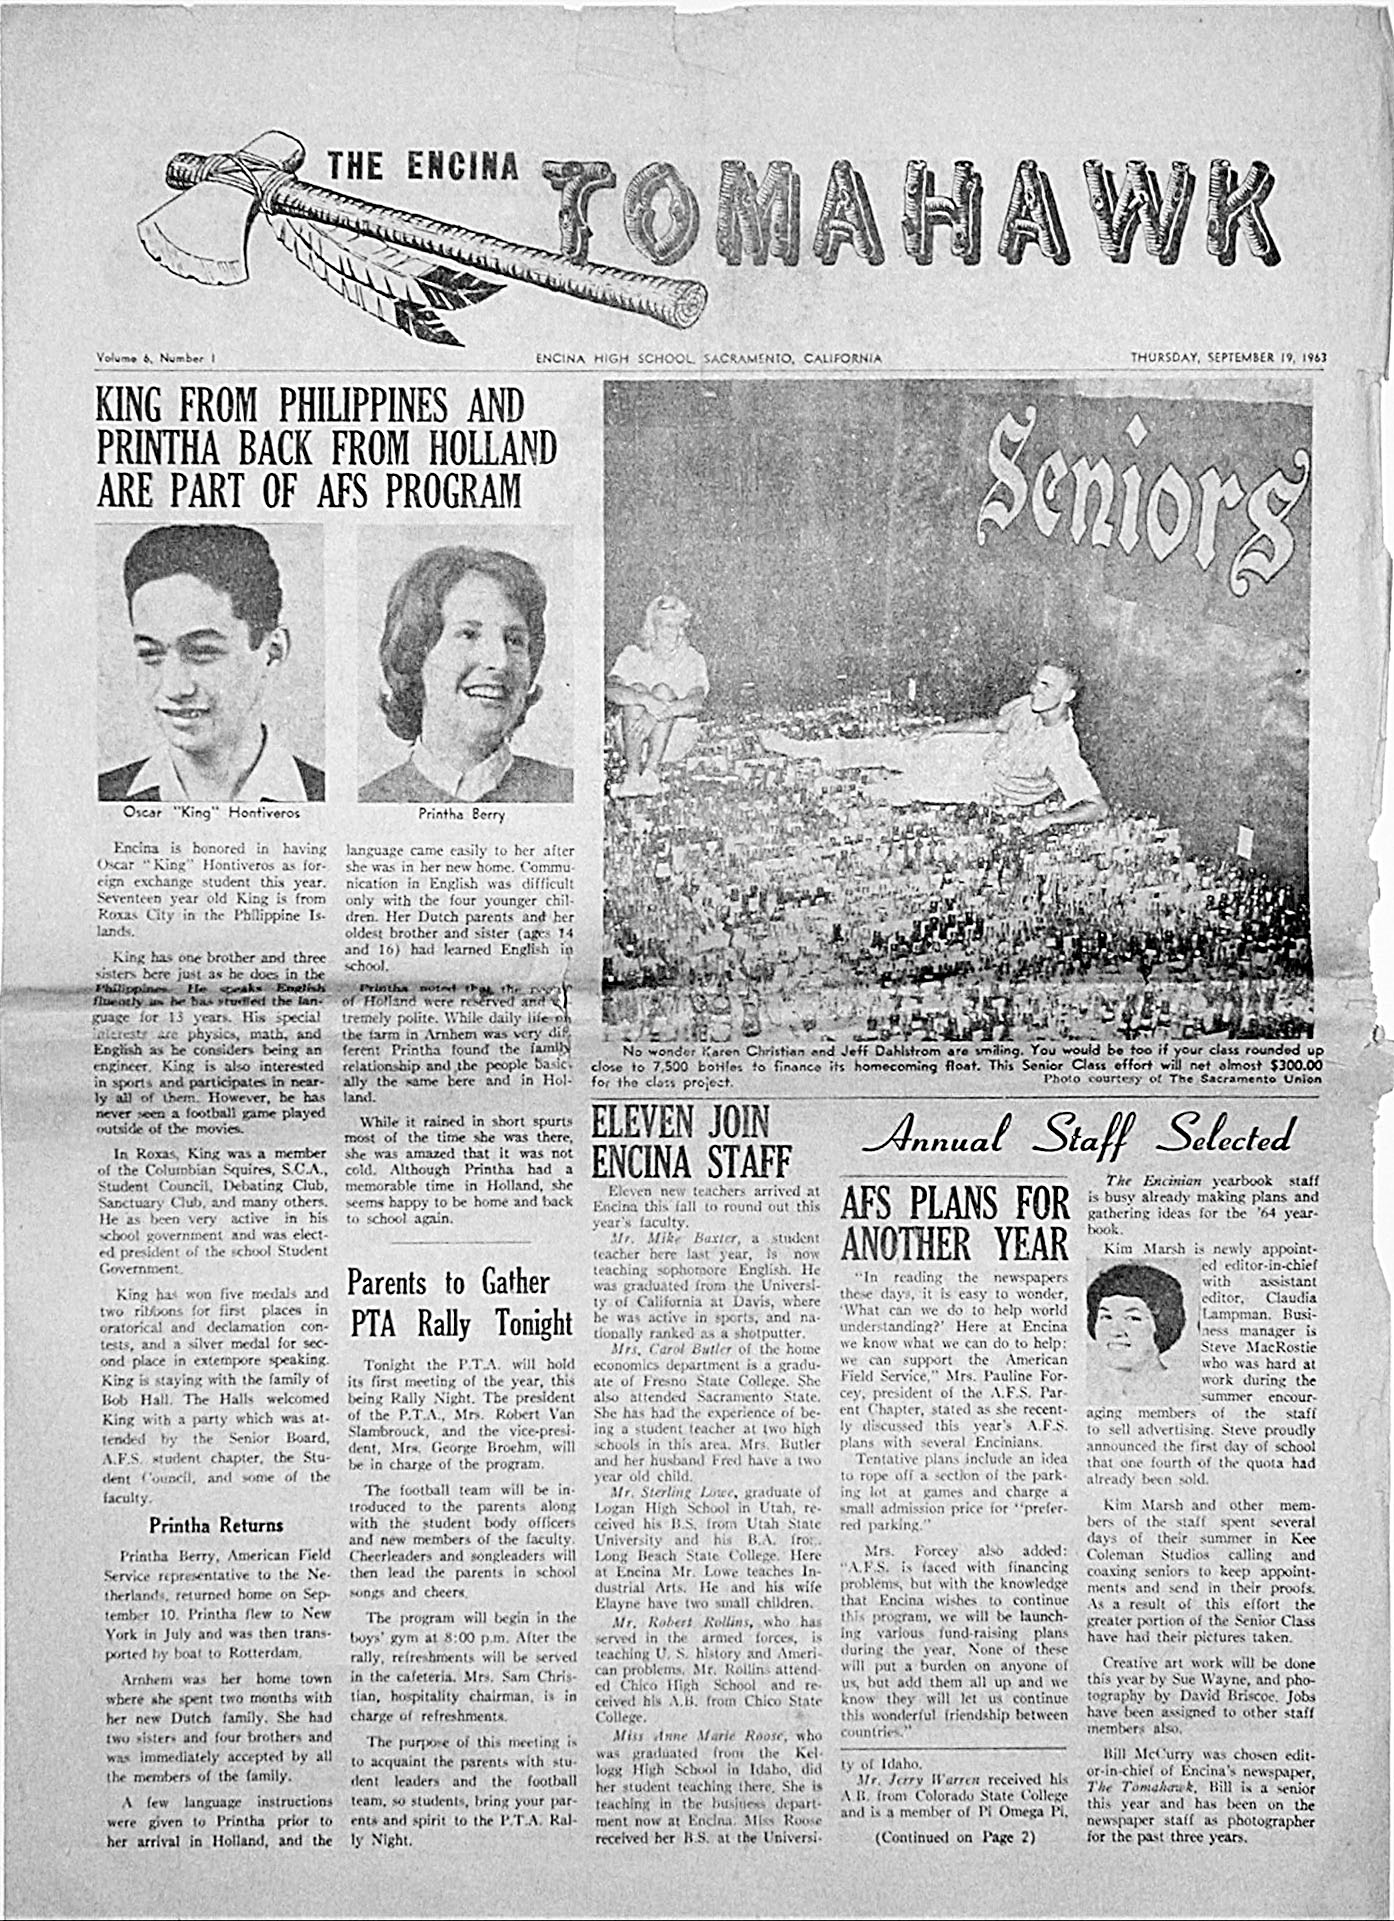 THE ENCINA TOMAHAWK
Volume 6, Number 1
ENCINA HIGH SCHOOL, SACRAMENTO, CALIFORNIA
THURSDAY, SEPTEMBER 19, 1963
KING FROM PHILIPPINES AND
PRINTHA BACK FROM HOLLAND
ARE PART OF AFS PROGRAM
Oscar "King" Hontiveros
Printha Berry
Encina is honored in having
Oscar "King" Hontiveros as for-
eign exchange student this year.
Seventeen year old King is from
Roxas City in the Philippine Is-
lands.
King has one brother and three
sisters here just as he does in the
Philippines. He speaks English
fluently as he has studied the lan-
guage for 13 years. His special
interests are physics, math, and
English as he considers being an
engineer. King is also interested
in sports and participates in near-
ly all of them. However, he has
never seen a football game played
outside of the movies.
In Roxas, King was a member
of the Columbian Squires, S.C.A.,
Student Council, Debating Club,
Sanctuary Club, and many others.
He as been very active in his
school government and was elect-
ed president of the school Student
Government.
King has won five medals and
two ribbons for first places in
oratorical and declamation con-
tests, and a silver medal for sec-
ond place in extempore speaking.
King is staying with the family of
Bob Hall. The Halls welcomed
King with a party which was at-
tended by the Senior Board,
A.F.S. student chapter, the Stu-
dent Council, and some of the
faculty.
Printha Returns
Printha Berry, American Field
Service representative to the Ne-
therlands, returned home on Sep-
tember 10. Printha flew to New
York in July and was then trans-
ported by boat to Rotterdam.
Arnhem was her home town
where she spent two months with
her new Dutch family. She had
two sisters and four brothers and
was immediately accepted by all
the members of the family.
A few language instructions
were given to Printha prior to
her arrival in Holland, and the
language came easily to her after
she was in her new home. Commu-
nication in English was difficult
only with the four younger chil-
dren. Her Dutch parents and her
oldest brother and sister (ages 14
and 16) had learned English in
school.
Printha noted that the people
of Holland were reserved and ex-
tremely polite. While daily life on
the farm in Arnhem was very dif-
ferent Printha found the family
relationship and the people basic-
ally the same here and in Hol-
land.
While it rained in short spurts
most of the time she was there,
she was amazed that it was not
cold. Although Printha had a
memorable time in Holland, she
seems happy to be home and back
to school again.
Parents to Gather
PTA Rally Tonight
Tonight the P.T.A. will hold
its first meeting of the year, this
being Rally Night. The president
of the P.T.A., Mrs. Robert Van
Slambrouck, and the vice-presi-
dent, Mrs. George Broehm, will
be in charge of the program.
The football team will be in-
troduced to the parents along
with the student body officers
and new members of the faculty.
Cheerleaders and songleaders will
then lead the parents in school
songs and cheers.
The program will begin in the
boys' gym at 8:00 p.m. After the
rally, refreshments will be served
in the cafeteria. Mrs. Sam Chris-
tian, hospitality chairman, is in
charge of refreshments.
The purpose of this meeting is
to acquaint the parents with stu-
dent leaders and the football
team, so students, bring your par-
ents and spirit to the P.T.A. Ral-
ly Night.
Seniors
No wonder Karen Christian and Jeff Dahlstrom are smiling. You would be too if your class rounded up
close to 7,500 bottles to finance its homecoming float. This Senior Class effort will net almost $300.00
for the class project.
Photo courtesy of The Sacramento Union
ELEVEN JOIN
ENCINA STAFF
Eleven new teachers arrived at
Encina this fall to round out this
year's faculty.
Mr. Mike Baxter, a student
teacher here last year, is now
teaching sophomore English. He
was graduated from the Universi-
ty of California at Davis, where
he was active in sports, and na-
tionally ranked as a shotputter.
Mrs. Carol Butler of the home
economics department is a gradu-
ate of Fresno State College. She
also attended Sacramento State.
She has had the experience of be-
ing a student teacher at two high
schools in this area. Mrs. Butler
and her husband Fred have a two
year old child.
Mr. Sterling Lowe, graduate of
Logan High School in Utah, re-
ceived his B.S. from Utah State
University and his B.A. from
Long Beach State College. Here
at Encina Mr. Lowe teaches In-
dustrial Arts. He and his wife
Elayne have two small children.
Mr. Robert Rollins, who has
served in the armed forces, is
teaching U. S. history and Ameri-
can problems. Mr. Rollins attend-
ed Chico High School and re-
ceived his A.B. from Chico State
College.
Miss Anne Marie Roose, who
was graduated from the Kel-
logg High School in Idaho, did
her student teaching there. She is
teaching in the business depart-
ment now at Encina. Miss Roose
received her B.S. at the Universi-
Annual Staff Selected
AFS PLANS FOR
ANOTHER YEAR
"In reading the newspapers
these days, it is easy to wonder,
'What can we do to help world
understanding?' Here at Encina
we know what we can do to help:
we can support the American
Field Service," Mrs. Pauline For-
cey, president of the A.F.S. Par-
ent Chapter, stated as she recent-
ly discussed this year's A.F.S.
plans with several Encinians.
Tentative plans include an idea
to rope off a section of the park-
ing lot at games and charge a
small admission price for "prefer-
red parking."
Mrs. Forcey also added:
"A.F.S. is faced with financing
problems, but with the knowledge
that Encina wishes to continue
this program, we will be launch-
ing various fund-raising plans
during the year. None of these
will put a burden on anyone of
us, but add them all up and we
know they will let us continue
this wonderful friendship between
countries."
ty of Idaho.
Mr. Jerry Warren received his
A.B. from Colorado State College
and is a member of Pi Omega Pi,
(Continued on Page 2)
The Encinian yearbook staff
is busy already making plans and
gathering ideas for the '64 year-
book.
Kim Marsh is newly appoint-
ed editor-in-chief
with assistant
editor, Claudia
Lampman. Busi-
ness manager is
Steve MacRostie
who was hard at
work during the
summer encour-
aging members of the staff
to sell advertising. Steve proudly
announced the first day of school
that one fourth of the quota had
already been sold.
Kim Marsh and other mem-
bers of the staff spent several
days of their summer in Kee
Coleman Studios calling and
coaxing seniors to keep appoint-
ments and send in their proofs.
As a result of this effort the
greater portion of the Senior Class
have had their pictures taken.
Creative art work will be done
this year by Sue Wayne, and pho-
tography by David Briscoe. Jobs
have been assigned to other staff
members also.
Bill McCurry was chosen edit-
or-in-chief of Encina's newspaper,
The Tomahawk. Bill is a senior
this year and has been on the
newspaper staff as photographer
for the past three years.